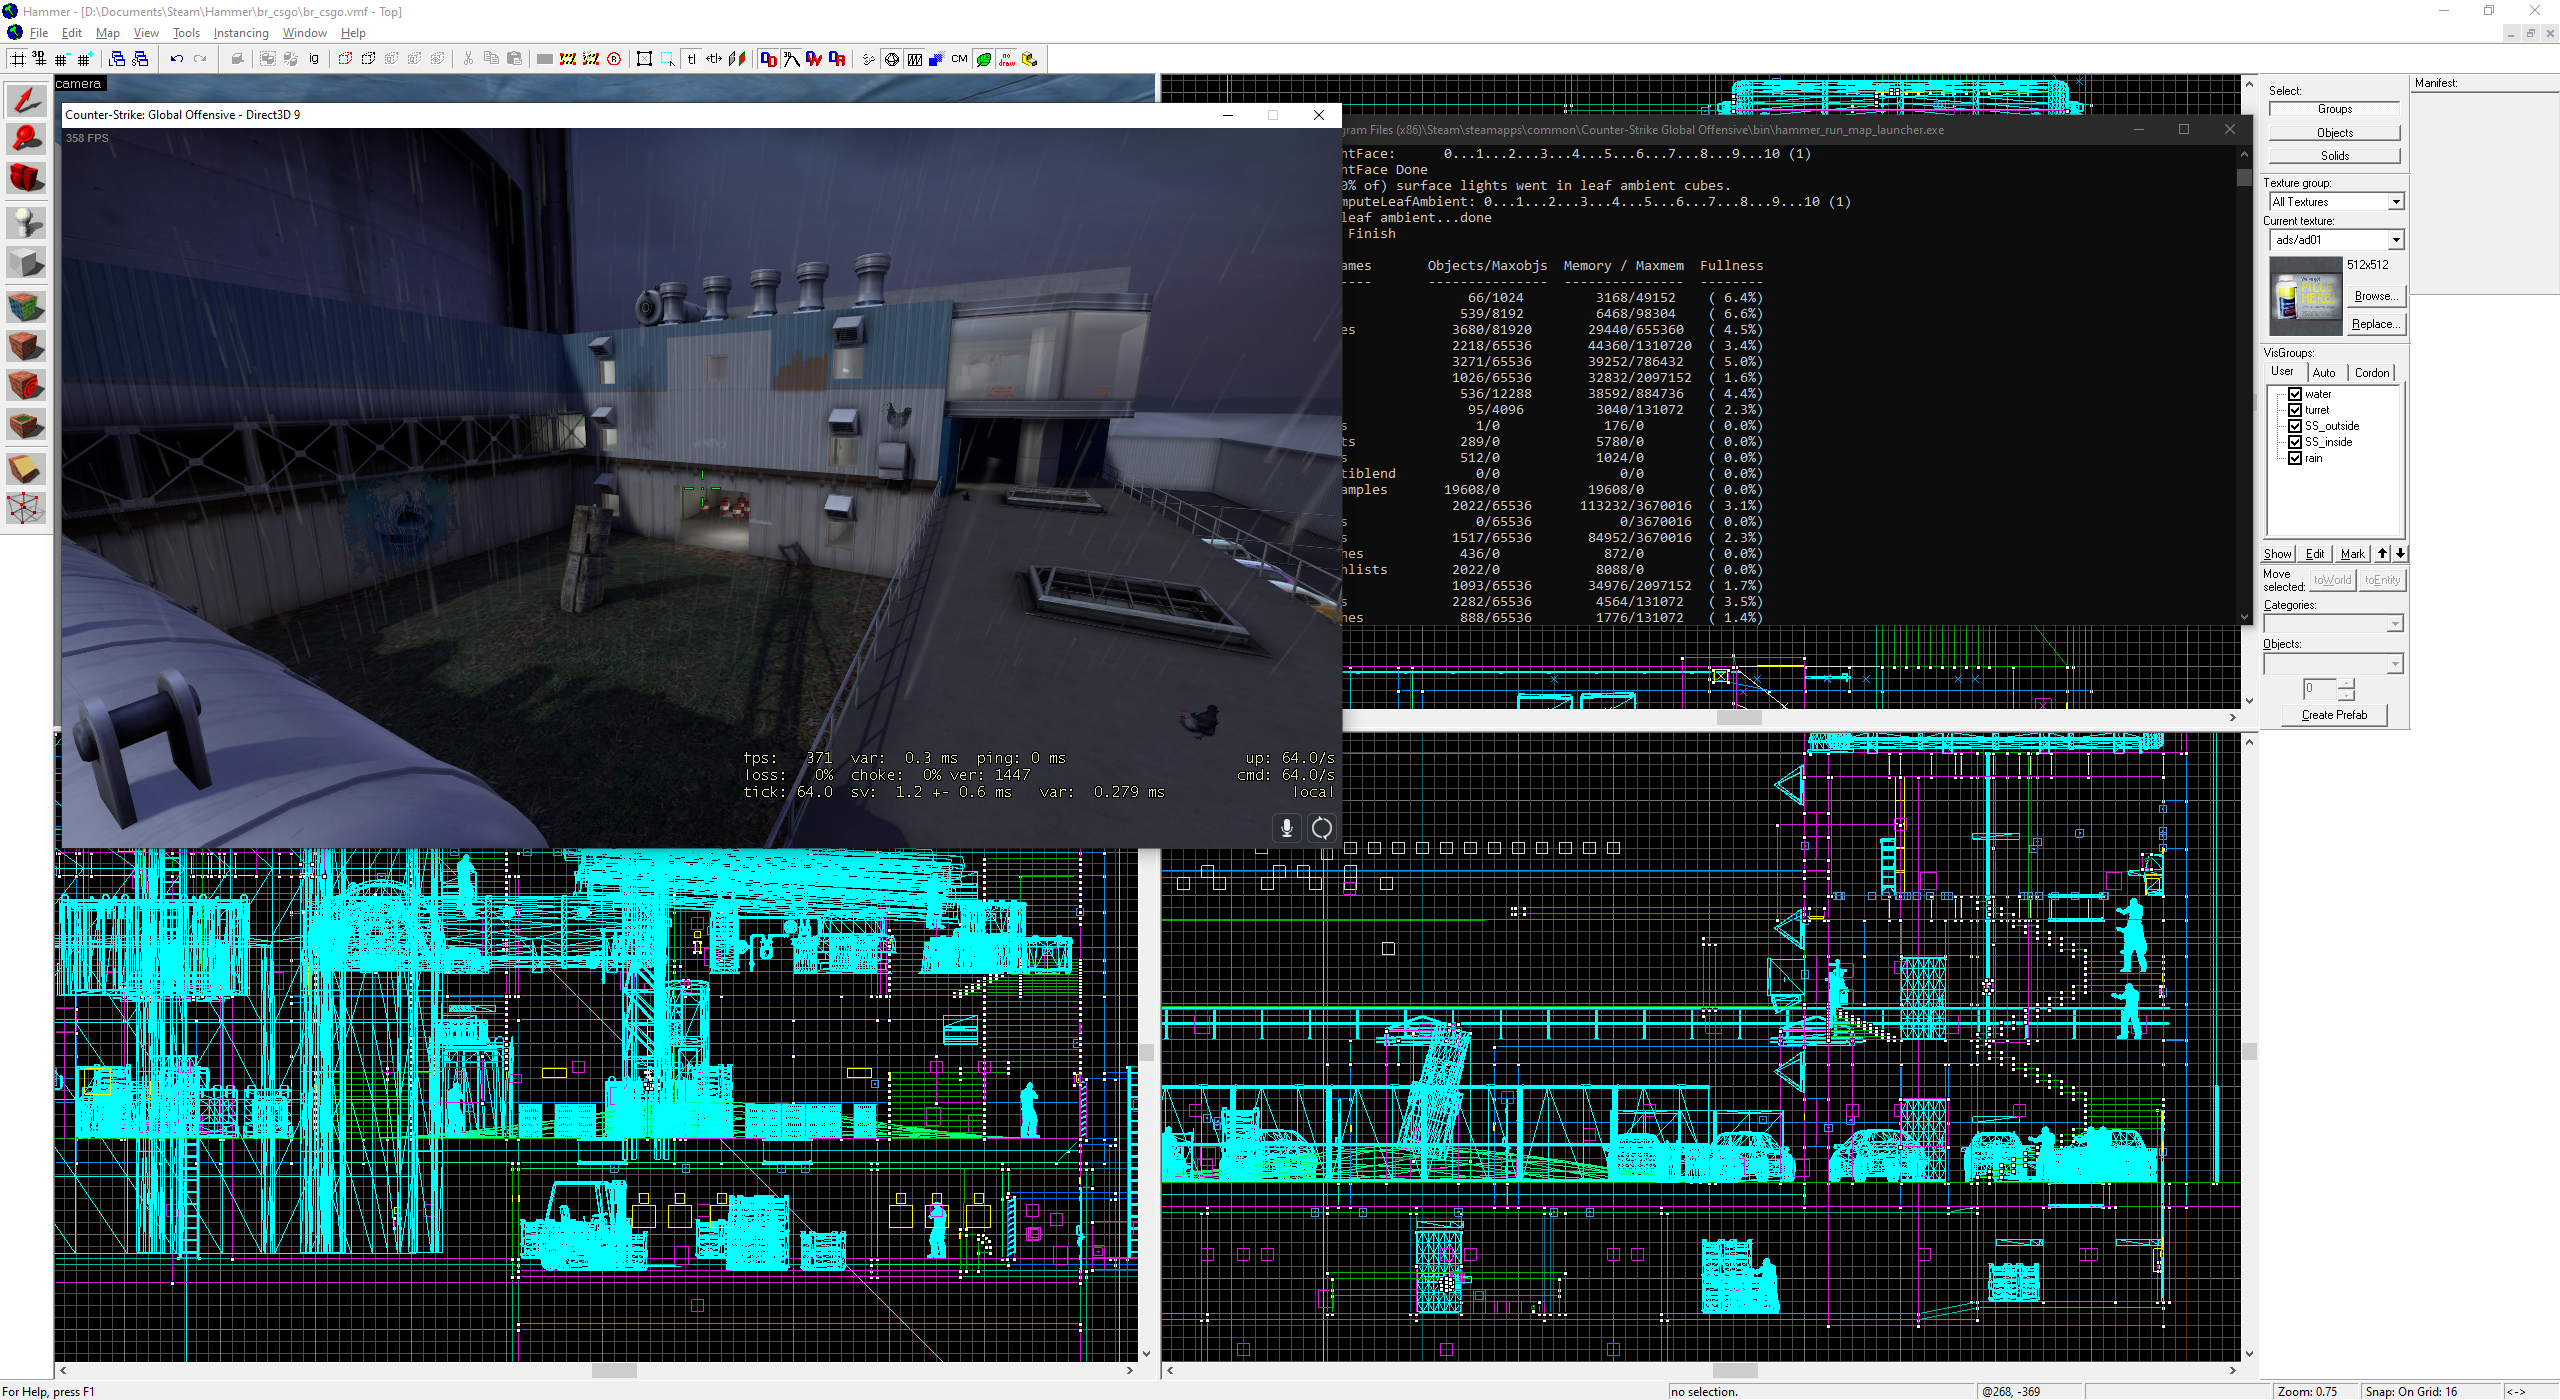 Hammer - [D:\Documents\Steam\Hammer\br_csgo\br_csgo.vmf - Top]
File Edit Map View Tools Instancing Window Help
camera
Counter-Strike: Global Offensive - Direct3D 9
358 FPS
fps: 371 var: 0.3 ms ping: 0 ms up: 64.0/s
loss: 0% choke: 0% ver: 1447 cmd: 64.0/s
tick: 64.0 sv: 1.2 +- 0.6 ms var: 0.279 ms local
gram Files (x86)\Steam\steamapps\common\Counter-Strike Global Offensive\bin\hammer_run_map_launcher.exe
ntFace: 0...1...2...3...4...5...6...7...8...9...10 (1)
ntFace Done
0% of) surface lights went in leaf ambient cubes.
mputeLeafAmbient: 0...1...2...3...4...5...6...7...8...9...10 (1)
leaf ambient...done
Finish
ames Objects/Maxobjs Memory / Maxmem Fullness
---- --------------- --------------- --------
66/1024 3168/49152 ( 6.4%)
539/8192 6468/98304 ( 6.6%)
es 3680/81920 29440/655360 ( 4.5%)
2218/65536 44360/1310720 ( 3.4%)
3271/65536 39252/786432 ( 5.0%)
1026/65536 32832/2097152 ( 1.6%)
536/12288 38592/884736 ( 4.4%)
95/4096 3040/131072 ( 2.3%)
s 1/0 176/0 ( 0.0%)
ts 289/0 5780/0 ( 0.0%)
s 512/0 1024/0 ( 0.0%)
tiblend 0/0 0/0 ( 0.0%)
amples 19608/0 19608/0 ( 0.0%)
2022/65536 113232/3670016 ( 3.1%)
s 0/65536 0/3670016 ( 0.0%)
s 1517/65536 84952/3670016 ( 2.3%)
nes 436/0 872/0 ( 0.0%)
nlists 2022/0 8088/0 ( 0.0%)
1093/65536 34976/2097152 ( 1.7%)
s 2282/65536 4564/131072 ( 3.5%)
nes 888/65536 1776/131072 ( 1.4%)
Select:
Groups
Objects
Solids
Texture group:
All Textures
Current texture:
ads/ad01
512x512
PILLS HERE!
Browse...
Replace...
VisGroups:
User Auto Cordon
water
turret
SS_outside
SS_inside
rain
Show Edit Mark
Move selected: toWorld toEntity
Categories:
Objects:
0
Create Prefab
Manifest:
For Help, press F1
no selection.
@268, -369
Zoom: 0.75
Snap: On Grid: 16
<->